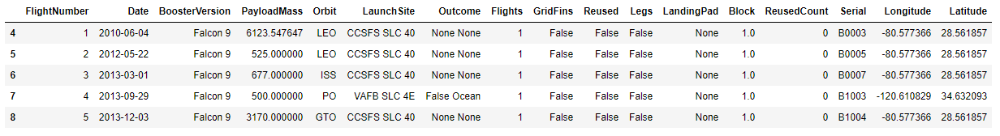 FlightNumber Date BoosterVersion PayloadMass Orbit LaunchSite Outcome Flights GridFins Reused Legs LandingPad Block ReusedCount Serial Longitude Latitude
4 1 2010-06-04 Falcon 9 6123.547647 LEO CCSFS SLC 40 None None 1 False False False None 1.0 0 B0003 -80.577366 28.561857
5 2 2012-05-22 Falcon 9 525.000000 LEO CCSFS SLC 40 None None 1 False False False None 1.0 0 B0005 -80.577366 28.561857
6 3 2013-03-01 Falcon 9 677.000000 ISS CCSFS SLC 40 None None 1 False False False None 1.0 0 B0007 -80.577366 28.561857
7 4 2013-09-29 Falcon 9 500.000000 PO VAFB SLC 4E False Ocean 1 False False False None 1.0 0 B1003 -120.610829 34.632093
8 5 2013-12-03 Falcon 9 3170.000000 GTO CCSFS SLC 40 None None 1 False False False None 1.0 0 B1004 -80.577366 28.561857